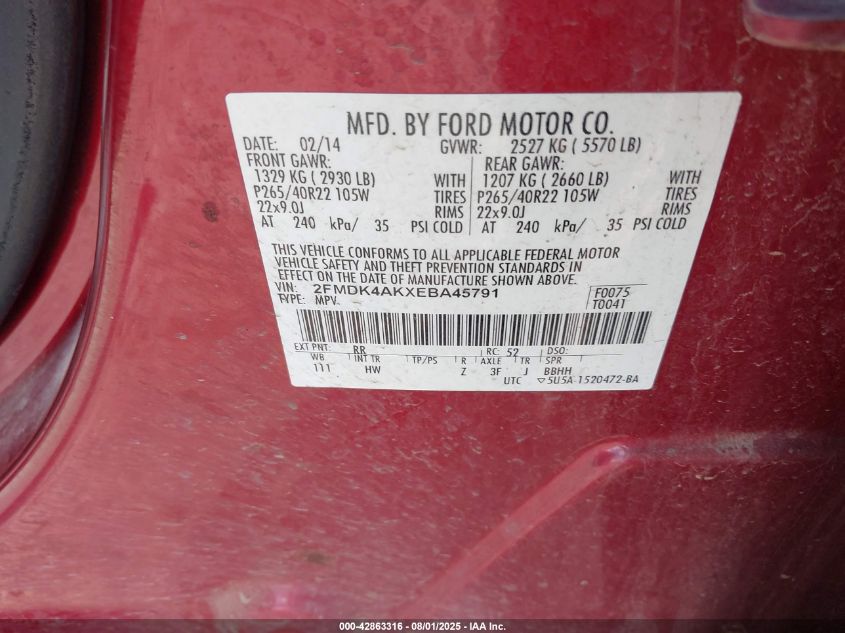 MFD. BY FORD MOTOR CO.
DATE: 02/14 GVWR: 2527 KG ( 5570 LB)
FRONT GAWR: REAR GAWR:
1329 KG ( 2930 LB) WITH 1207 KG ( 2660 LB) WITH
P265/40R22 105W TIRES P265/40R22 105W TIRES
22x9.0J RIMS 22x9.0J RIMS
AT 240 kPa/ 35 PSI COLD AT 240 kPa/ 35 PSI COLD
THIS VEHICLE CONFORMS TO ALL APPLICABLE FEDERAL MOTOR
VEHICLE SAFETY AND THEFT PREVENTION STANDARDS IN
EFFECT ON THE DATE OF MANUFACTURE SHOWN ABOVE.
VIN: 2FMDK4AKXEBA45791 F0075
TYPE: MPV T0041
EXT PNT: RR RC: 52 DSO:
WB INT TR TP/PS R AXLE TR SPR
111 HW Z 3F J BBHH
UTC ▽5U5A-1520472-BA
000-42863316 - 08/01/2025 - IAA Inc.